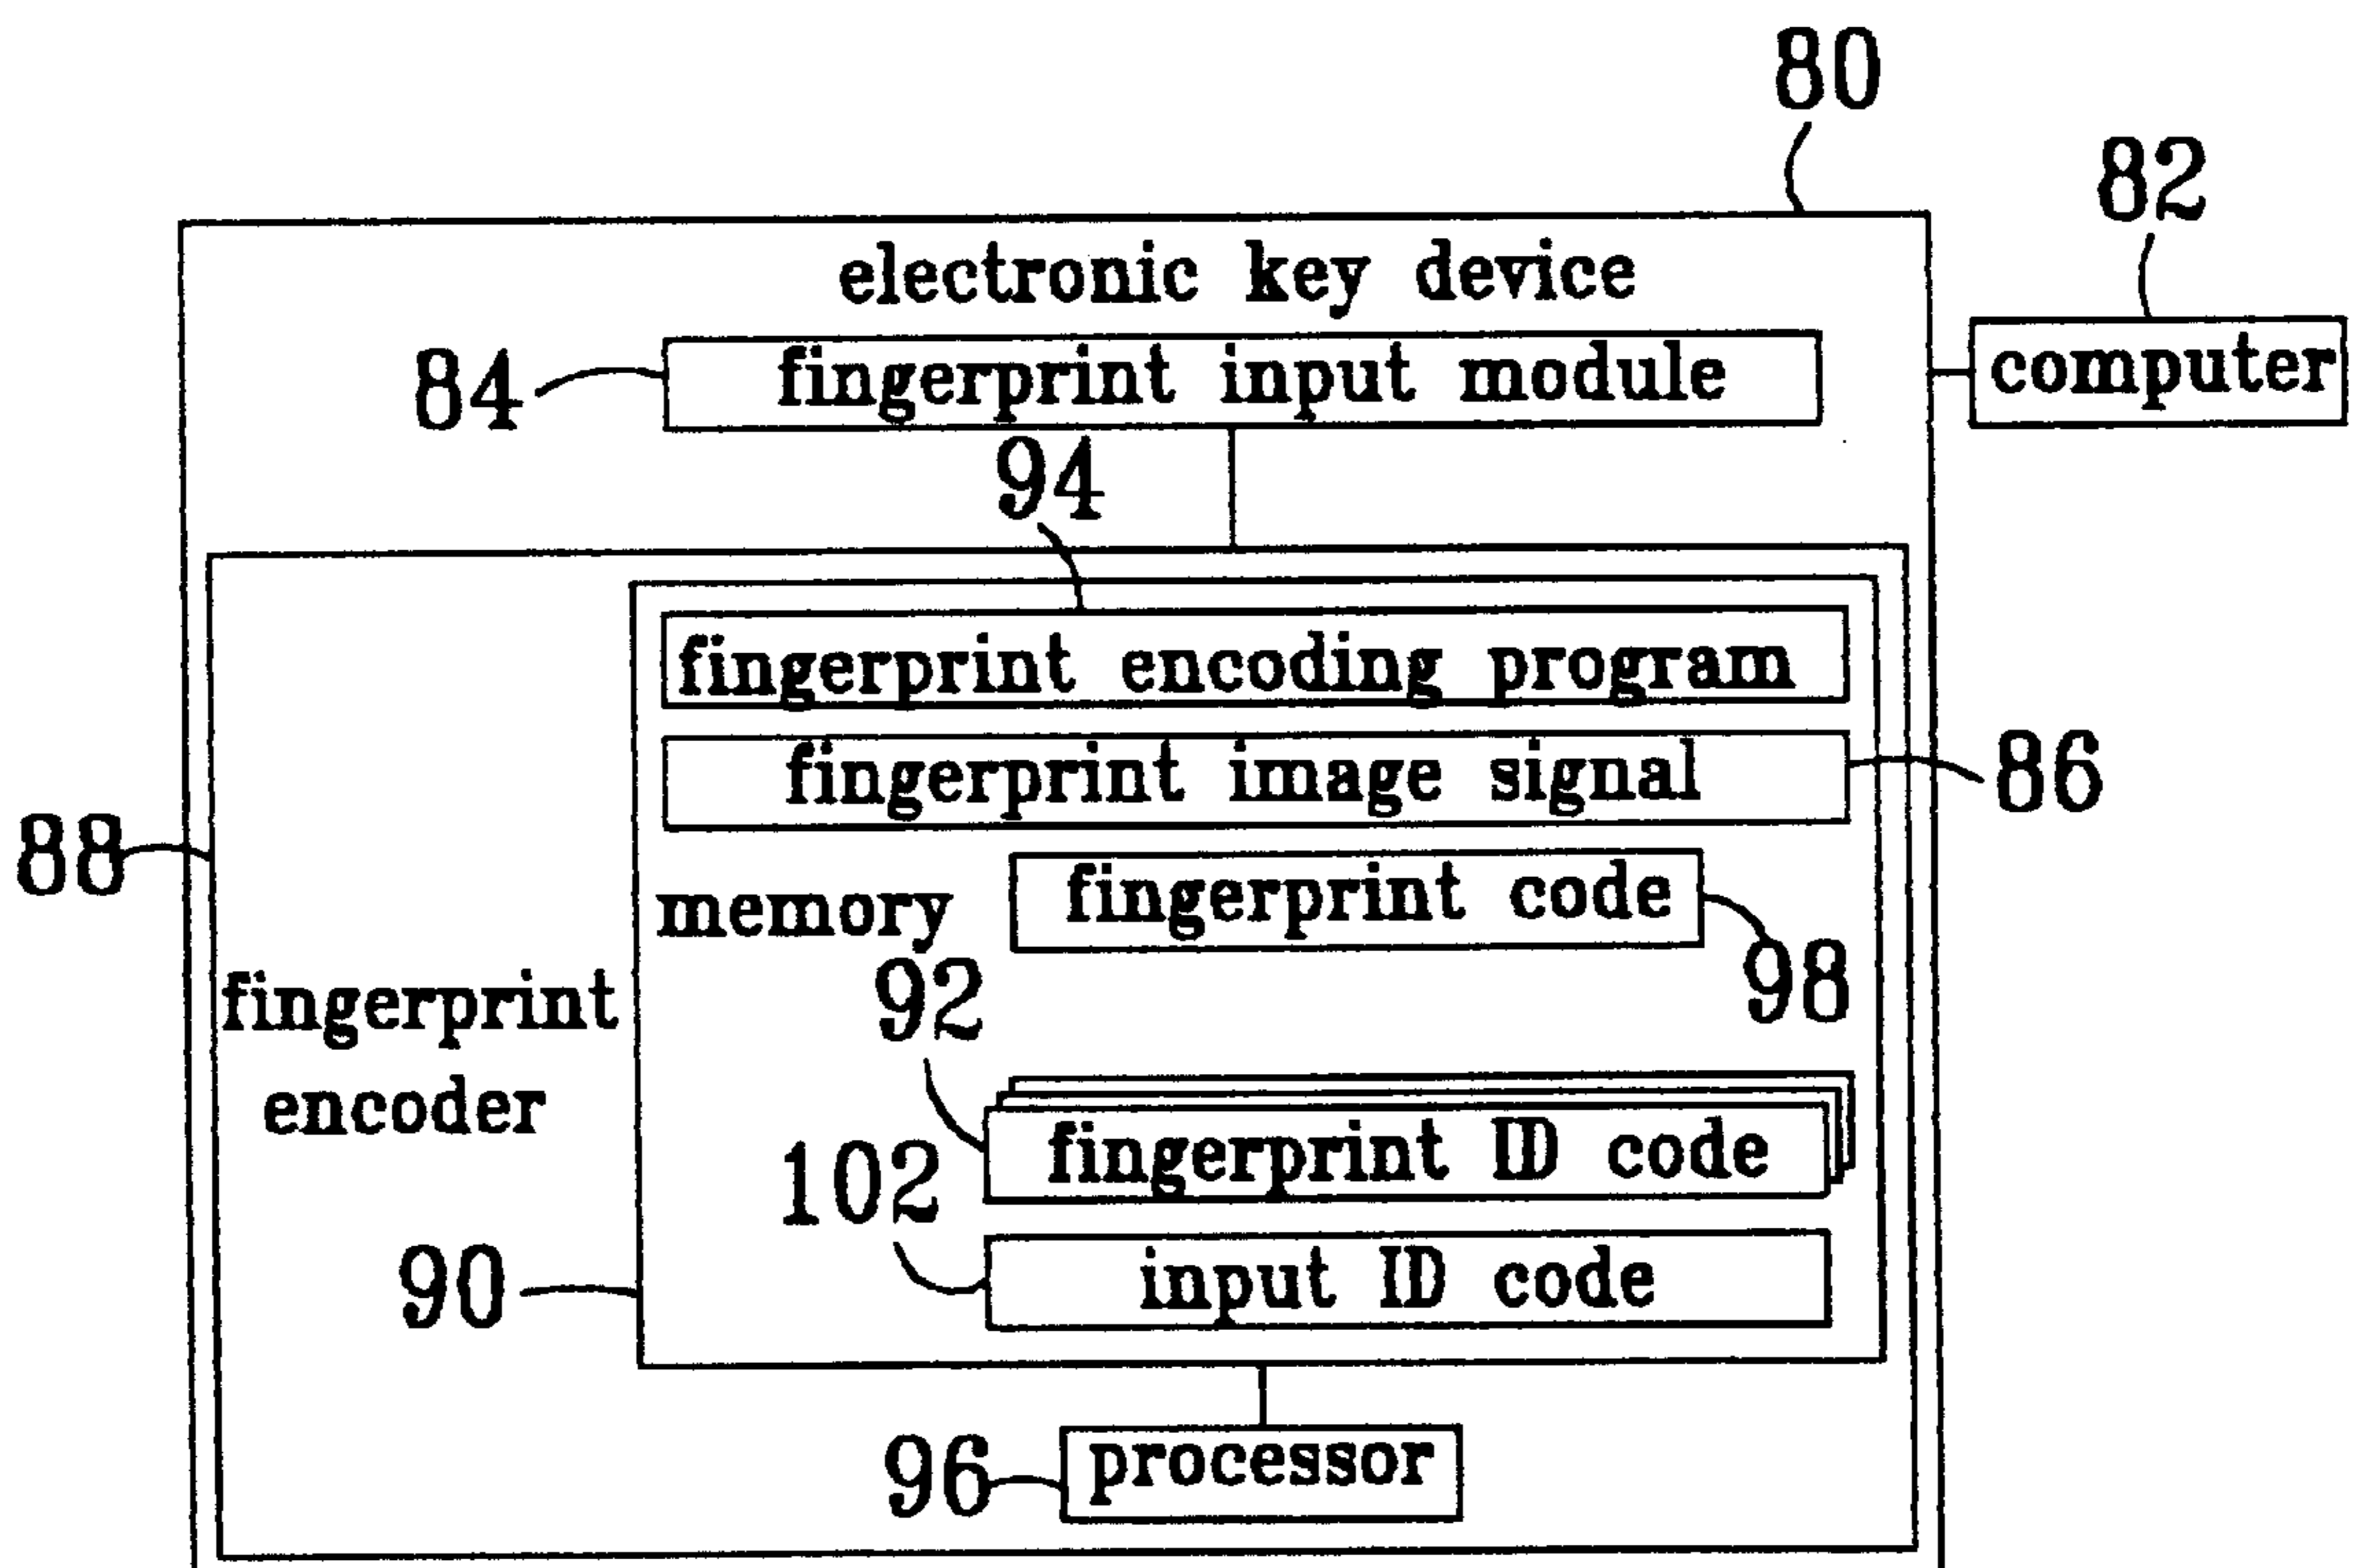 80
82
electronic key device
84
fingerprint input module
computer
94
fingerprint encoding program
fingerprint image signal
86
88
memory
fingerprint code
92
98
fingerprint
encoder
fingerprint ID code
102
input ID code
90
96
processor